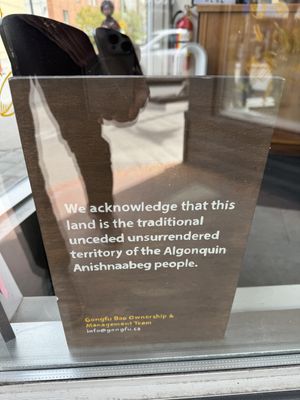 We acknowledge that this
land is the traditional
unceded unsurrendered
territory of the Algonquin
Anishnaabeg people.
Gongfu Bao Ownership &
Management Team
info@gongfu.ca